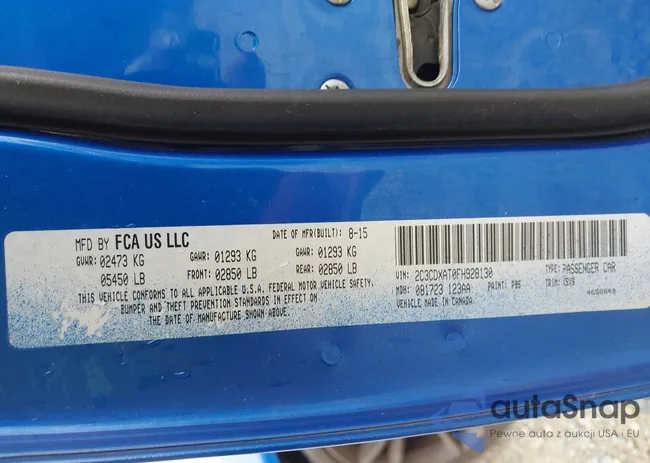 MFD BY FCA US LLC
DATE OF MFR(BUILT): 8-15
GVWR: 02473 KG
GAWR: 01293 KG
GAWR: 01293 KG
05450 LB
FRONT: 02850 LB
REAR: 02850 LB
THIS VEHICLE CONFORMS TO ALL APPLICABLE U.S.A. FEDERAL MOTOR VEHICLE SAFETY,
BUMPER AND THEFT PREVENTION STANDARDS IN EFFECT ON
THE DATE OF MANUFACTURE SHOWN ABOVE.
VIN: 2C3CDXAT0FH928130
TYPE: PASSENGER CAR
MDH: 081723 123AA
PAINT: PB5
TRIM:
VEHICLE MADE IN CANADA
autaSnap
Pewne auta z aukcji USA i EU